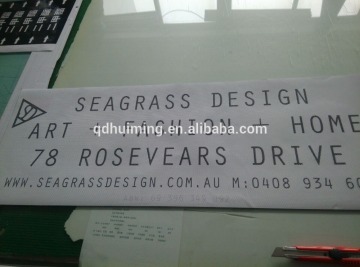 SEAGRASS DESIGN
ART + FASHION + HOME
qdhuiming.en.alibaba.com
78 ROSEVEARS DRIVE
WWW.SEAGRASSDESIGN.COM.AU M:0408 934 60